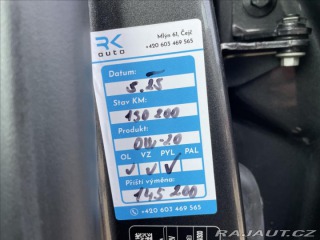 RK
auto
Mlýn 61, Čejč
+420 603 469 565
Datum:
5.25
Stav KM:
130 200
Produkt:
0W-20
OL VZ PYL PAL
✓ ✓ ✓
Příští výměna:
145 200
+420 603 469 565
RAJAUT.CZ